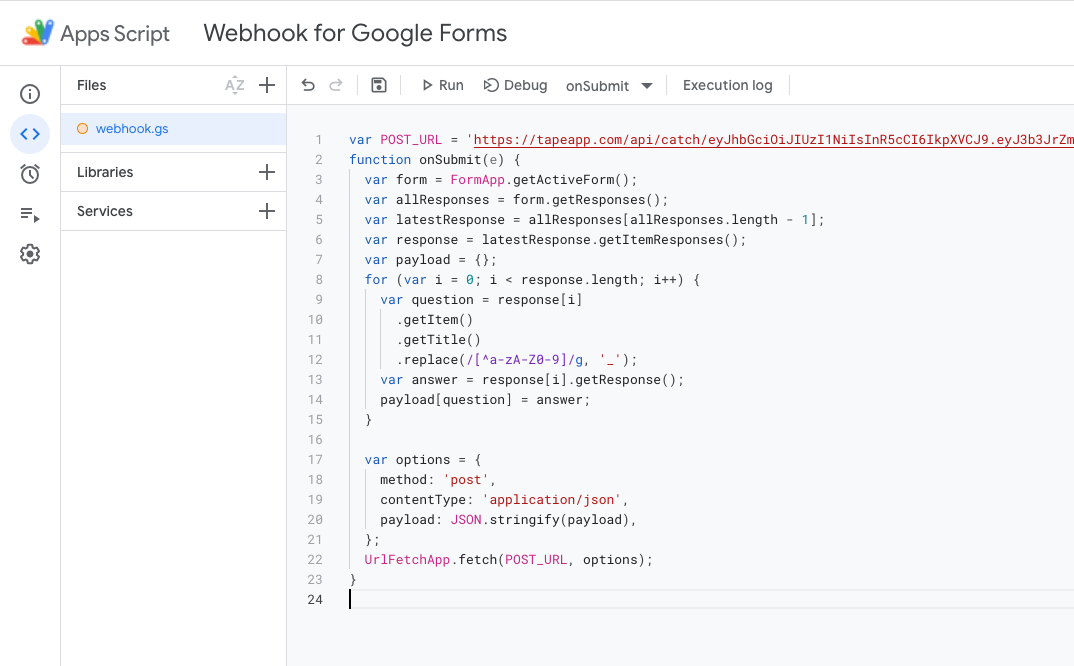 Apps Script
Webhook for Google Forms
Files
AZ
Run
Debug
onSubmit
Execution log
webhook.gs
Libraries
Services
1 var POST_URL = 'https://tapeapp.com/api/catch/eyJhbGciOiJIUzI1NiIsInR5cCI6IkpXVCJ9.eyJ3b3JrZm
2 function onSubmit(e) {
3 var form = FormApp.getActiveForm();
4 var allResponses = form.getResponses();
5 var latestResponse = allResponses[allResponses.length - 1];
6 var response = latestResponse.getItemResponses();
7 var payload = {};
8 for (var i = 0; i < response.length; i++) {
9 var question = response[i]
10 .getItem()
11 .getTitle()
12 .replace(/[^a-zA-Z0-9]/g, '_');
13 var answer = response[i].getResponse();
14 payload[question] = answer;
15 }
16
17 var options = {
18 method: 'post',
19 contentType: 'application/json',
20 payload: JSON.stringify(payload),
21 };
22 UrlFetchApp.fetch(POST_URL, options);
23 }
24